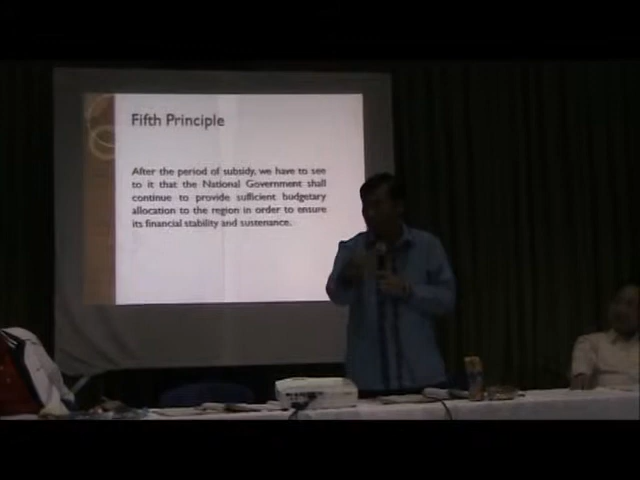 Fifth Principle
After the period of subsidy, we have to see
to it that the National Government shall
continue to provide sufficient budgetary
allocation to the region in order to ensure
its financial stability and sustenance.